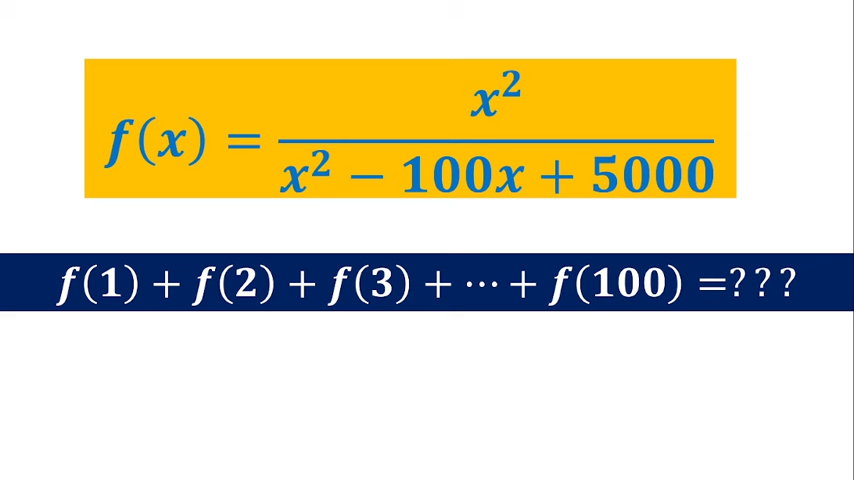 f(x) = x² / (x² − 100x + 5000)
f(1) + f(2) + f(3) + ⋯ + f(100) =???